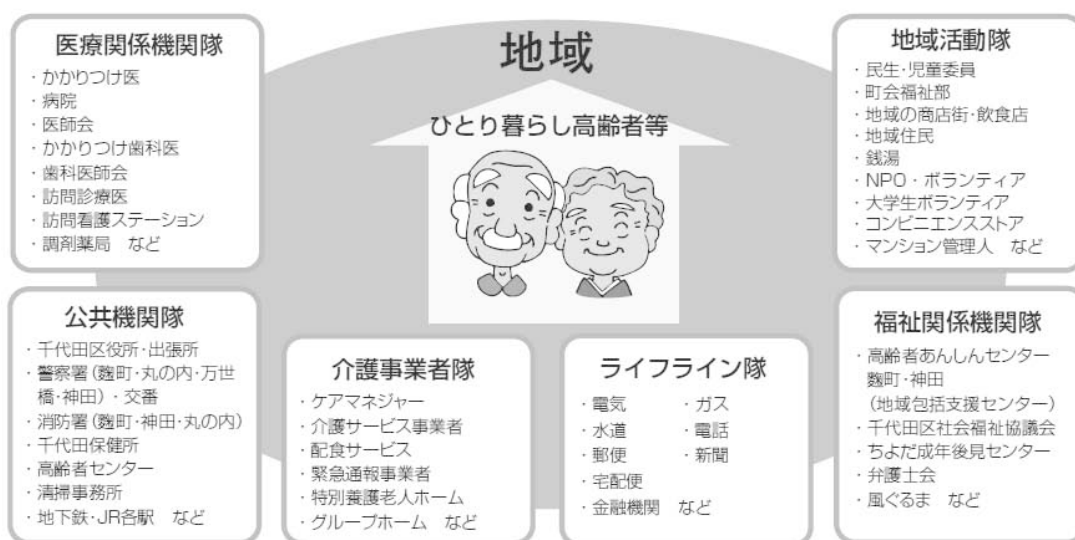 地域
ひとり暮らし高齢者等
医療関係機関隊
・かかりつけ医
・病院
・医師会
・かかりつけ歯科医
・歯科医師会
・訪問診療医
・訪問看護ステーション
・調剤薬局　など
地域活動隊
・民生・児童委員
・町会福祉部
・地域の商店街・飲食店
・地域住民
・銭湯
・NPO・ボランティア
・大学生ボランティア
・コンビニエンスストア
・マンション管理人　など
公共機関隊
・千代田区役所・出張所
・警察署（麴町・丸の内・万世
橋・神田）・交番
・消防署（麴町・神田・丸の内）
・千代田保健所
・高齢者センター
・清掃事務所
・地下鉄・JR各駅　など
介護事業者隊
・ケアマネジャー
・介護サービス事業者
・配食サービス
・緊急通報事業者
・特別養護老人ホーム
・グループホーム　など
ライフライン隊
・電気　・ガス
・水道　・電話
・郵便　・新聞
・宅配便
・金融機関　など
福祉関係機関隊
・高齢者あんしんセンター
麴町・神田
（地域包括支援センター）
・千代田区社会福祉協議会
・ちよだ成年後見センター
・弁護士会
・風ぐるま　など